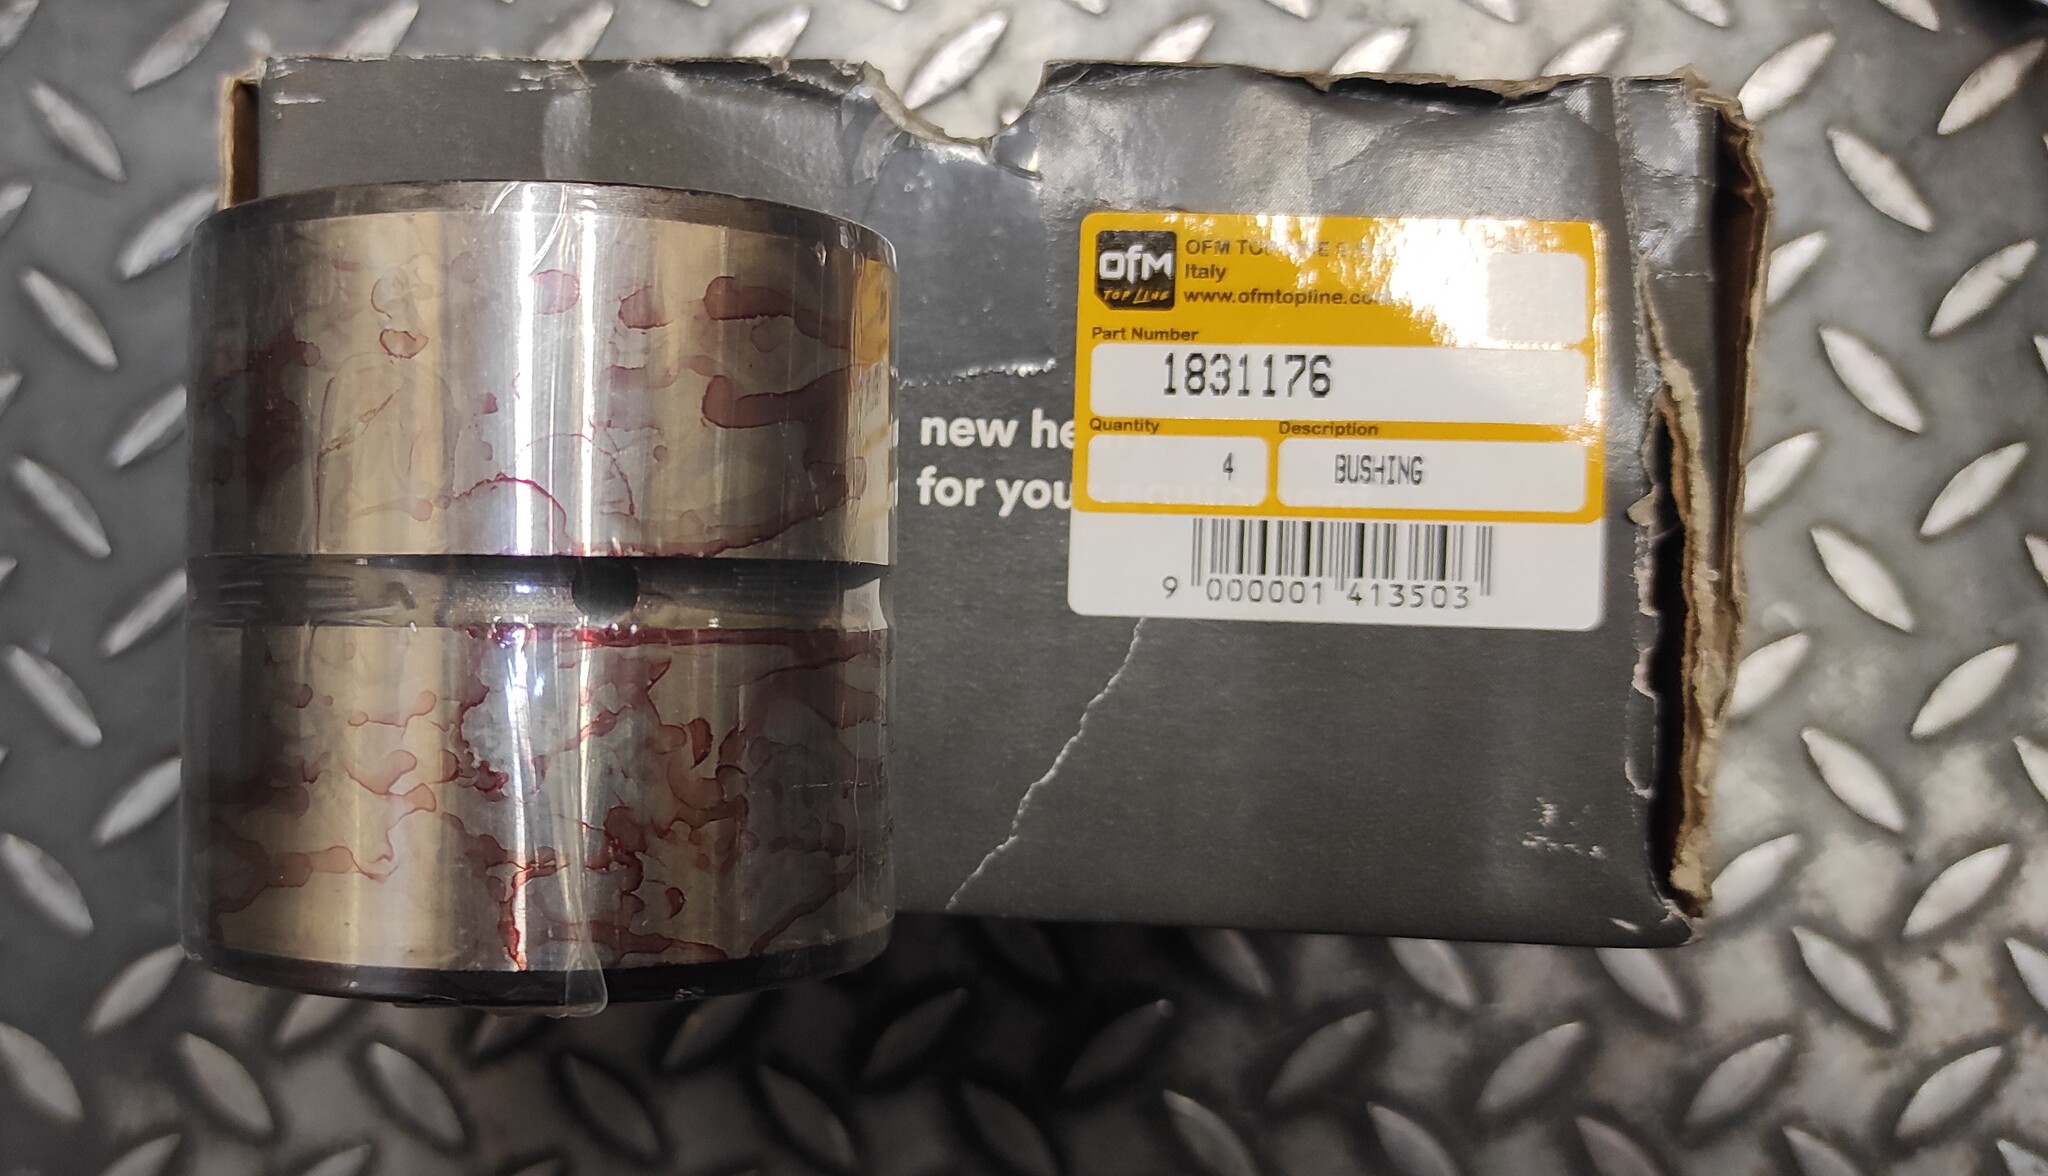 ofm
TOP LINE
OFM
Italy
www.ofmtopline.com
Part Number
1831176
new
for you
Quantity
4
Description
BUSHING
9 000001 413503